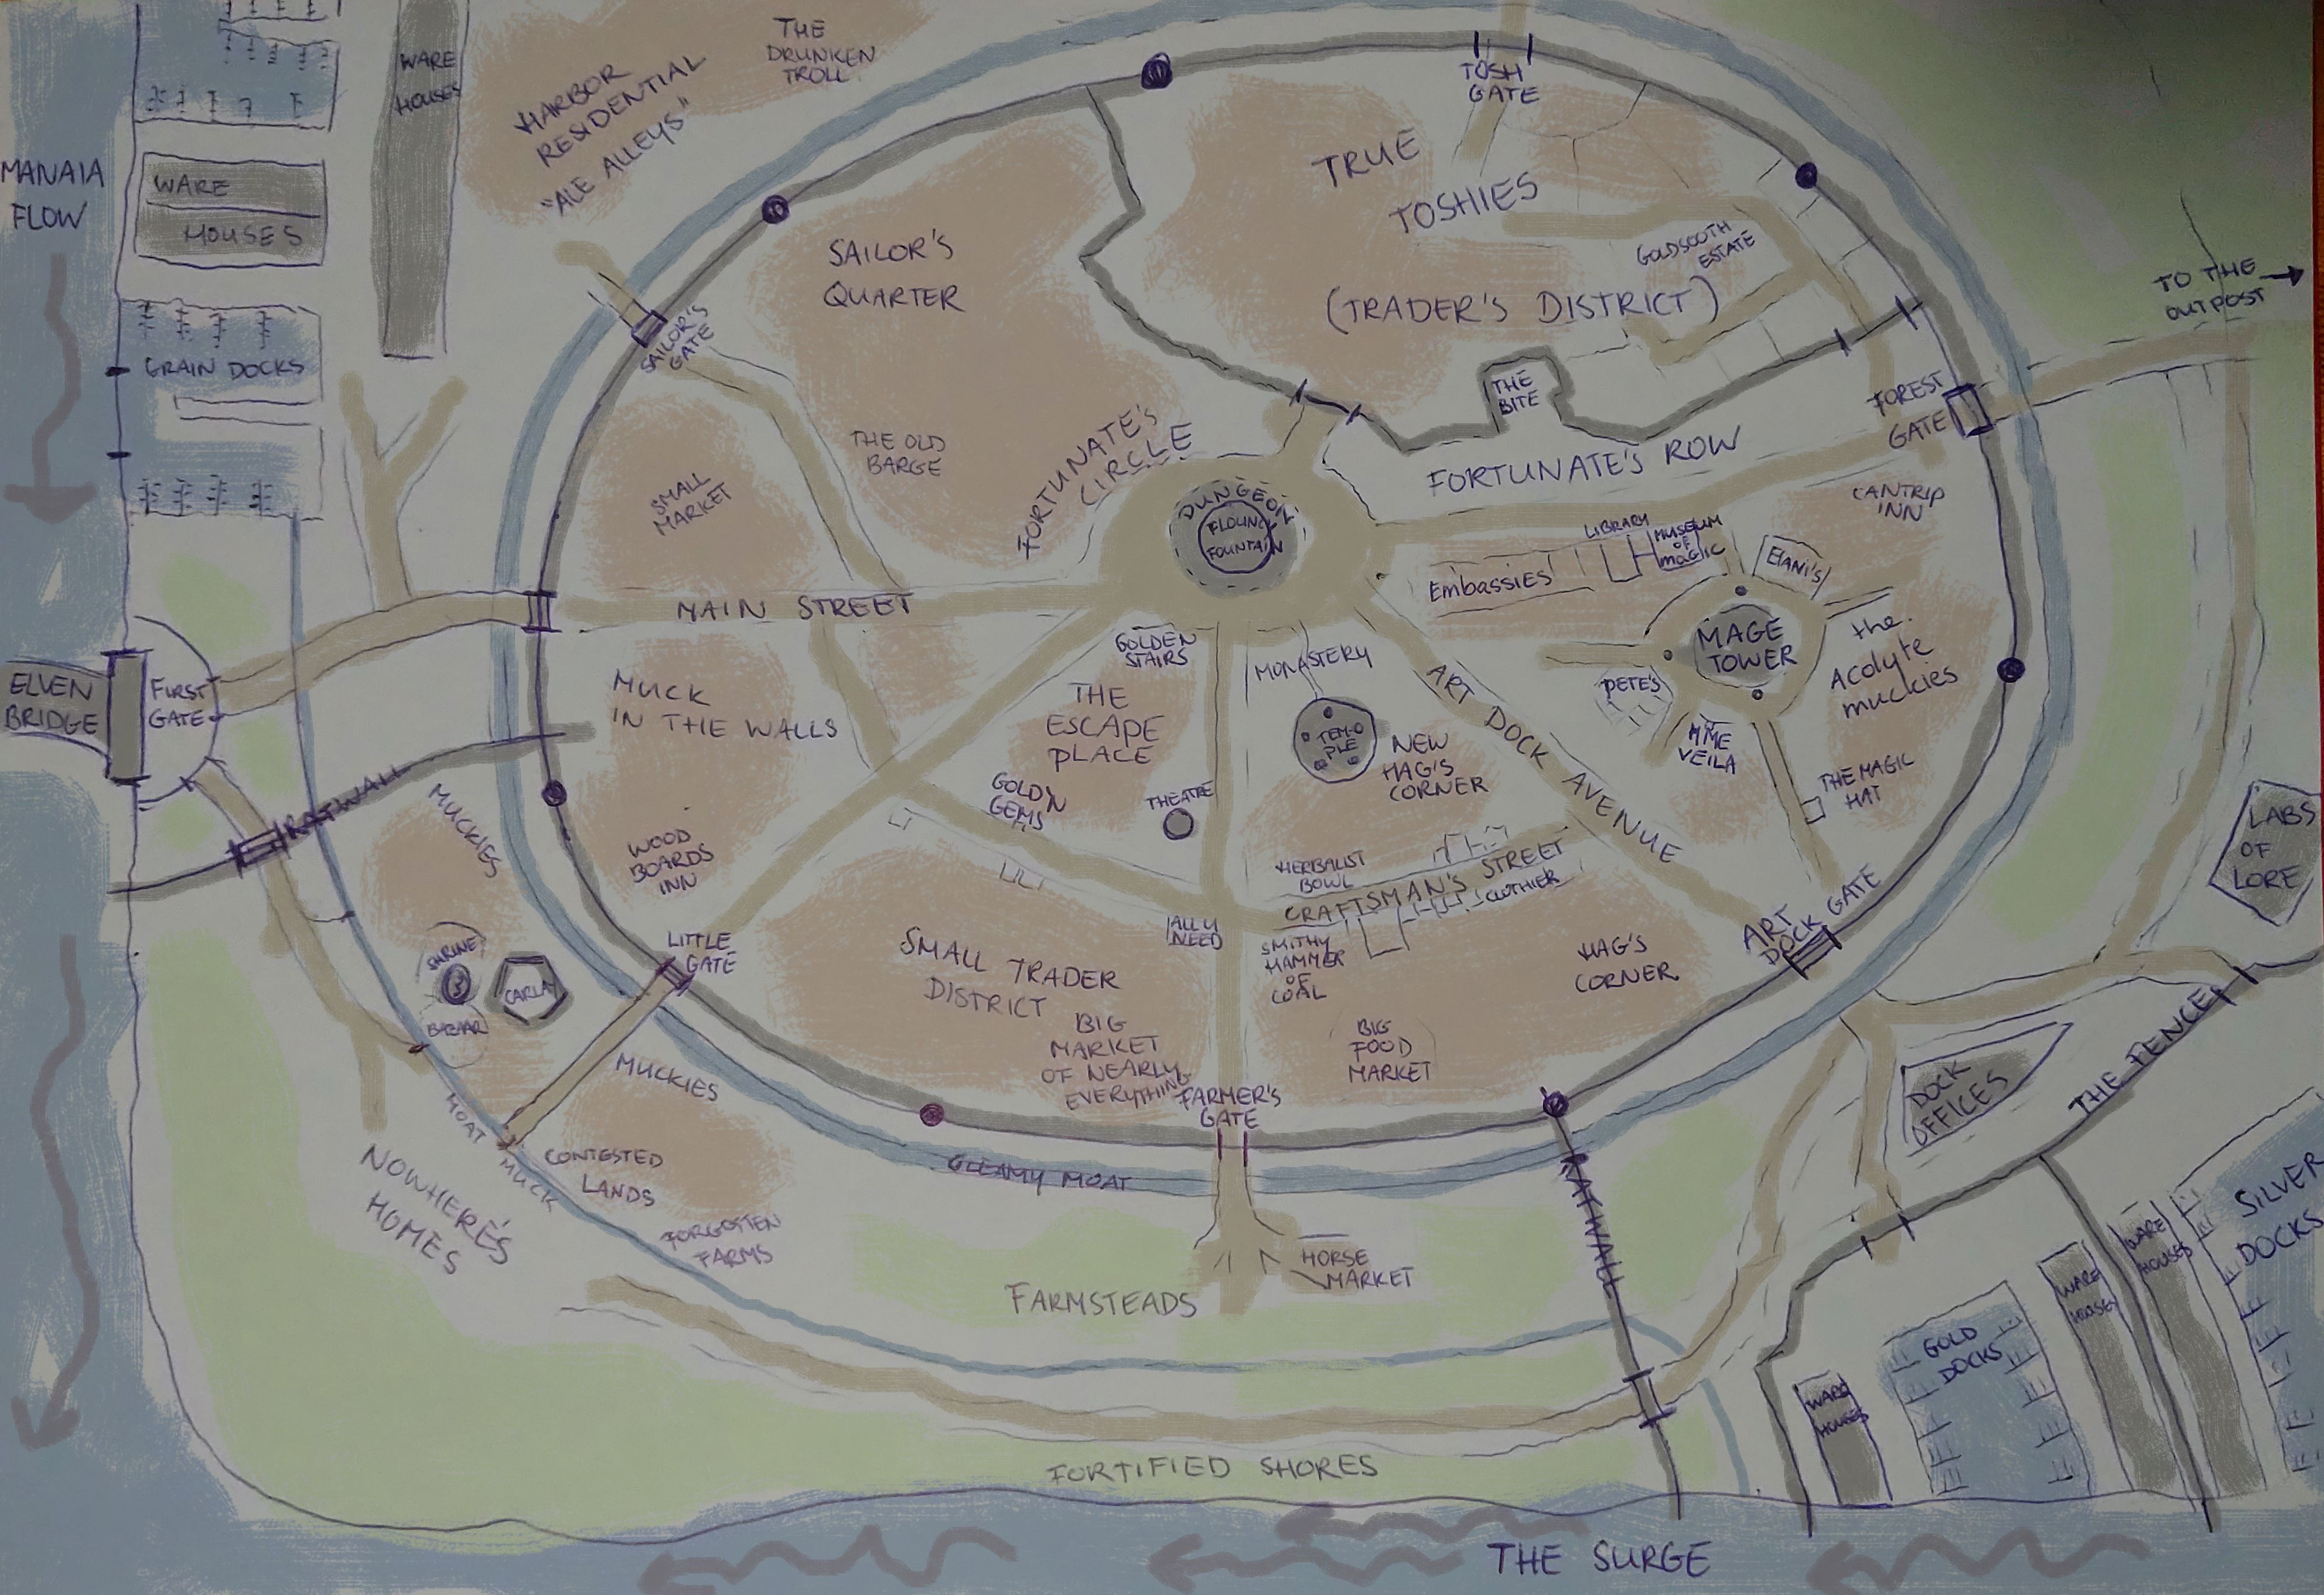 THE
DRUNKEN
TROLL
WARE
HOUSES
HARBOR
RESIDENTIAL
"ALE ALLEYS"
TOSH
GATE
MANAIA
FLOW
WARE
HOUSES
TRUE
TOSHIES
(TRADER'S DISTRICT)
GOLDSOOTH
ESTATE
SAILOR'S
QUARTER
TO THE
OUTPOST
SAILOR'S
GATE
GRAIN DOCKS
THE
BITE
FOREST
GATE
FORTUNATE'S
CIRCLE
THE OLD
BARGE
FORTUNATE'S ROW
SMALL
MARKET
DUNGEON
FOUNTAIN
CANTRIP
INN
LIBRARY
MUSEUM
OF
MAGIC
Embassies
ElANi's
MAIN STREET
GOLDEN
STAIRS
MONASTERY
MAGE
TOWER
the
Acolyte
muckies
ELVEN
BRIDGE
FIRST
GATE
MUCK
IN THE WALLS
THE
ESCAPE
PLACE
ART DOCK AVENUE
PETE'S
MME
VEILA
TEM
PLE
NEW
HAG'S
CORNER
THE MAGIC
HAT
GOLD'N
GEMS
THEATRE
RATWALL
MUCKIES
WOOD
BOARDS
INN
LABS
OF
LORE
HERBALIST
BOWL
CRAFTSMAN'S STREET
CLOTHIER
ALL U
NEED
SMITHY
HAMMER
OF
COAL
ART
DOCK GATE
LITTLE
GATE
SHRINE
CARLA
BAZAAR
SMALL TRADER
DISTRICT
HAG'S
CORNER
BIG
MARKET
OF NEARLY
EVERYTHING
BIG
FOOD
MARKET
FARMER'S
GATE
THE FENCE
DOCK
OFFICES
MUCKIES
MOAT
MUCK
NOWHERE'S
HOMES
CONTESTED
LANDS
GLEAMY MOAT
RATWALL
FORGOTTEN
FARMS
HORSE
MARKET
FARMSTEADS
SILVER
DOCKS
WARE
HOUSES
WARE
HOUSES
GOLD
DOCKS
WARE
HOUSES
FORTIFIED SHORES
THE SURGE